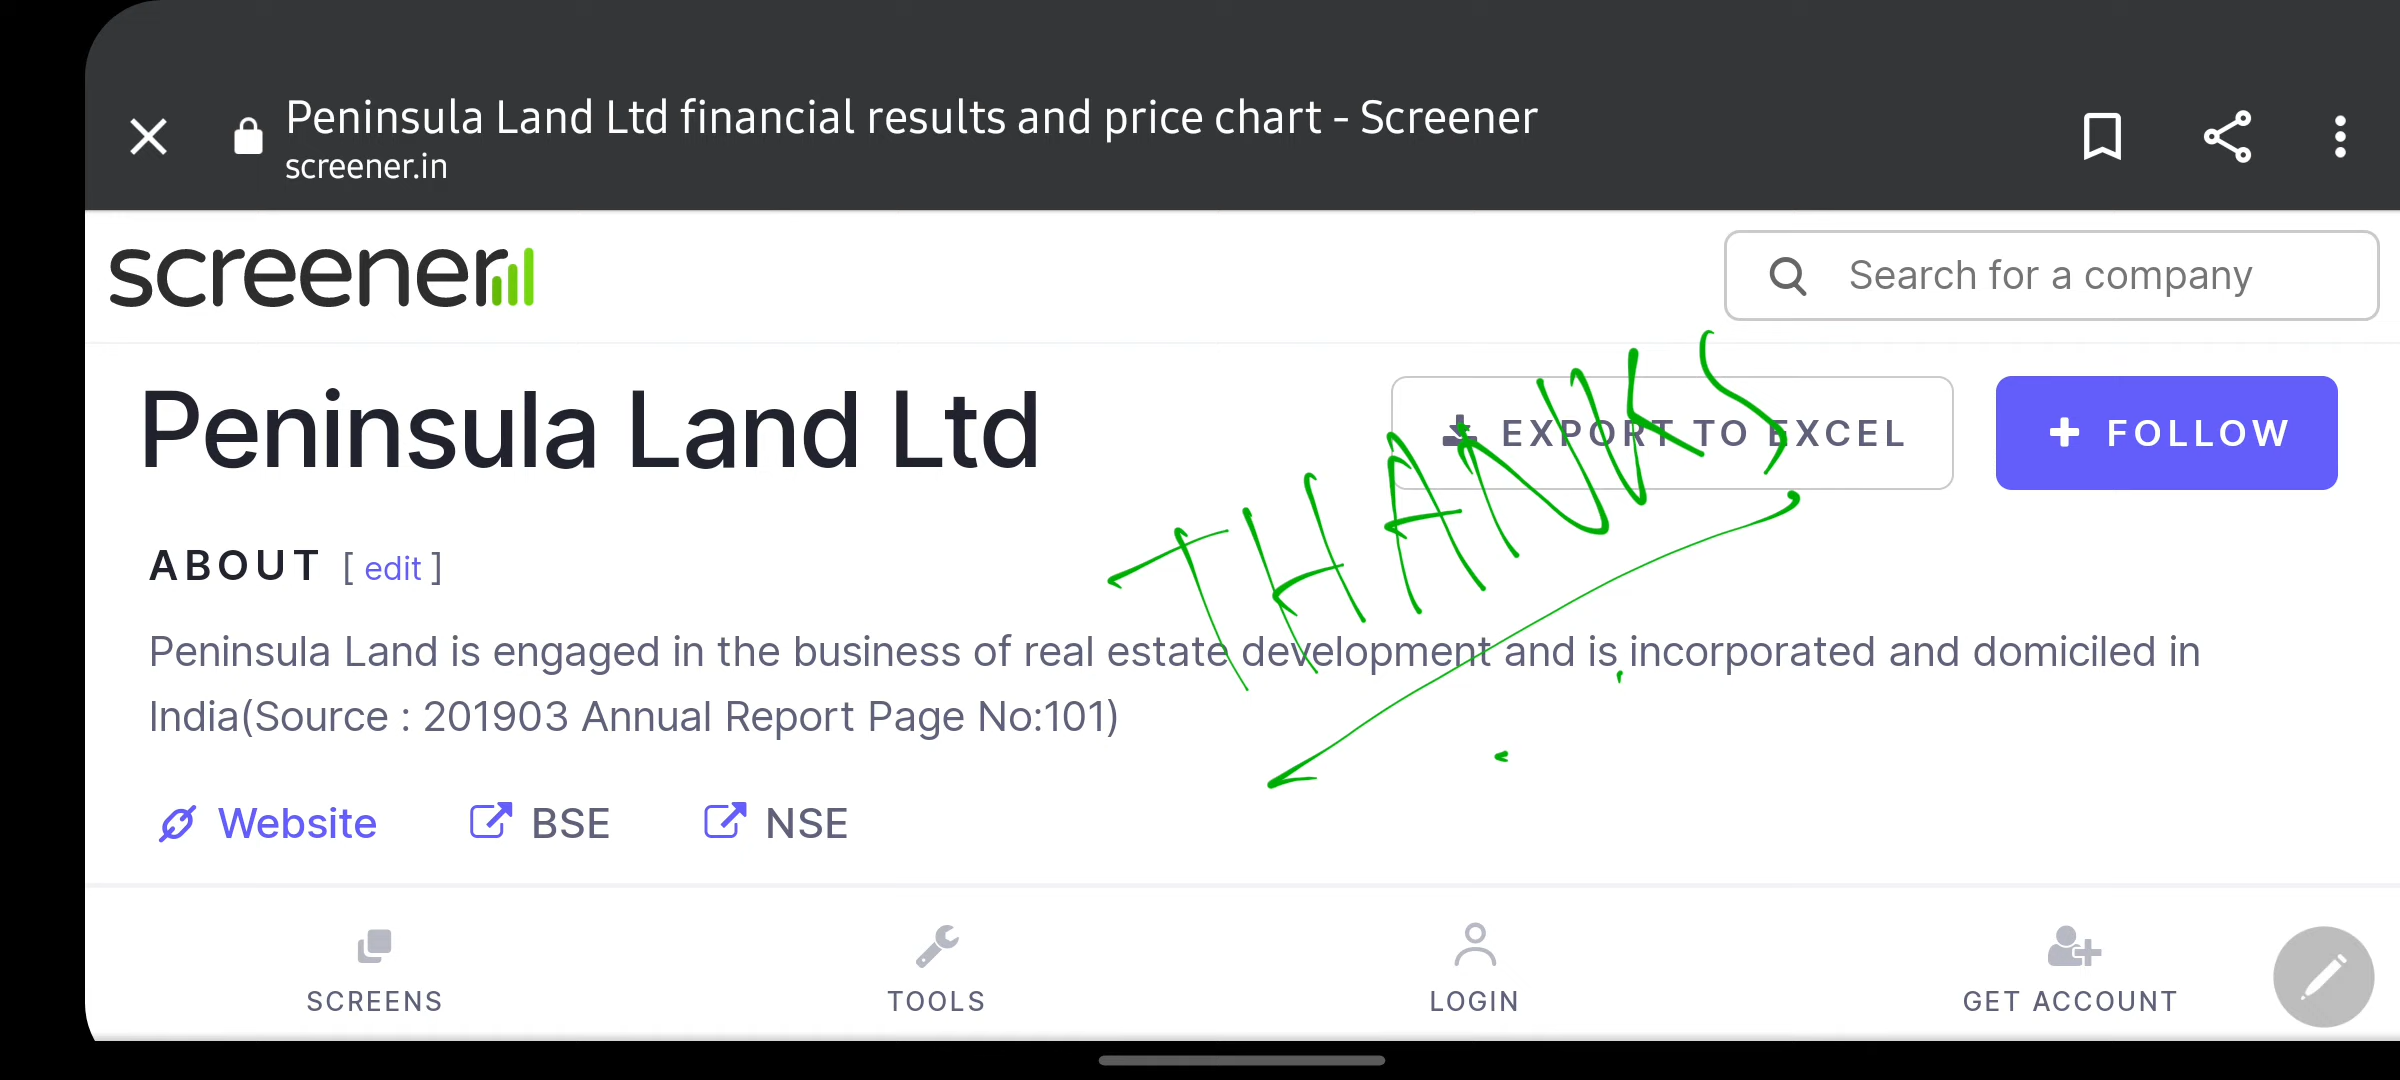 Peninsula Land Ltd financial results and price chart - Screener
screener.in
screener
Search for a company
Peninsula Land Ltd
EXPORT TO EXCEL
FOLLOW
THANKS
ABOUT [ edit ]
Peninsula Land is engaged in the business of real estate development and is incorporated and domiciled in
India(Source : 201903 Annual Report Page No:101)
Website BSE NSE
SCREENS TOOLS LOGIN GET ACCOUNT